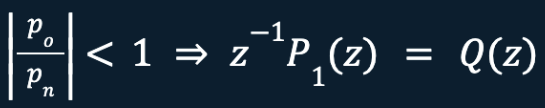 |p_o / p_n| < 1 ⇒ z^{-1}P_1(z) = Q(z)